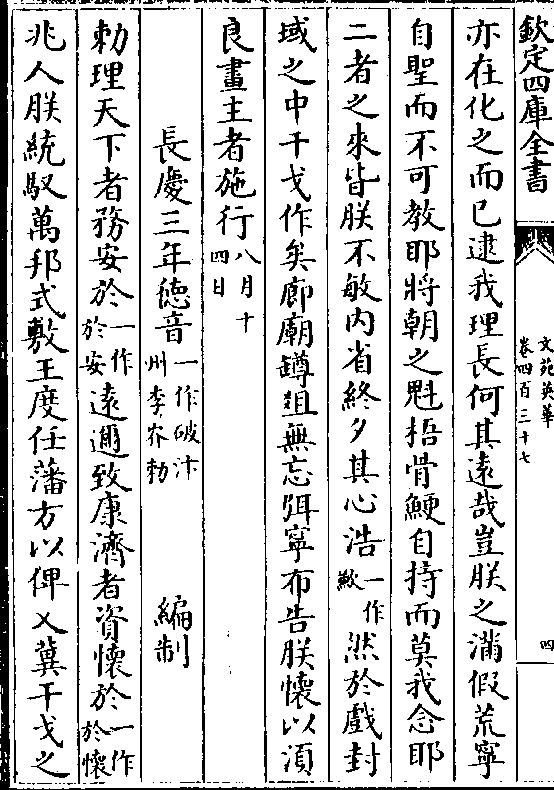 欽定四庫全書
文苑英華
卷四百三十七
四
亦在化之而已逮我理長何其遠哉豈朕之滿假荒寧
自聖而不可教耶將朝之魁梧骨鯁自持而莫我念耶
二者之來皆朕不敏內省終夕其心浩一作歉然於戲封
域之中干戈作矣廊廟罇俎無忘弭寧布告朕懷以湏
良畫主者施行八月十四日
長慶三年德音一作破汴州李㝏勅 編制
勅理天下者務安於一作於安遠邇致康濟者資懷於一作於懷
兆人朕統馭萬邦式敷王度任藩方以俾乂冀干戈之